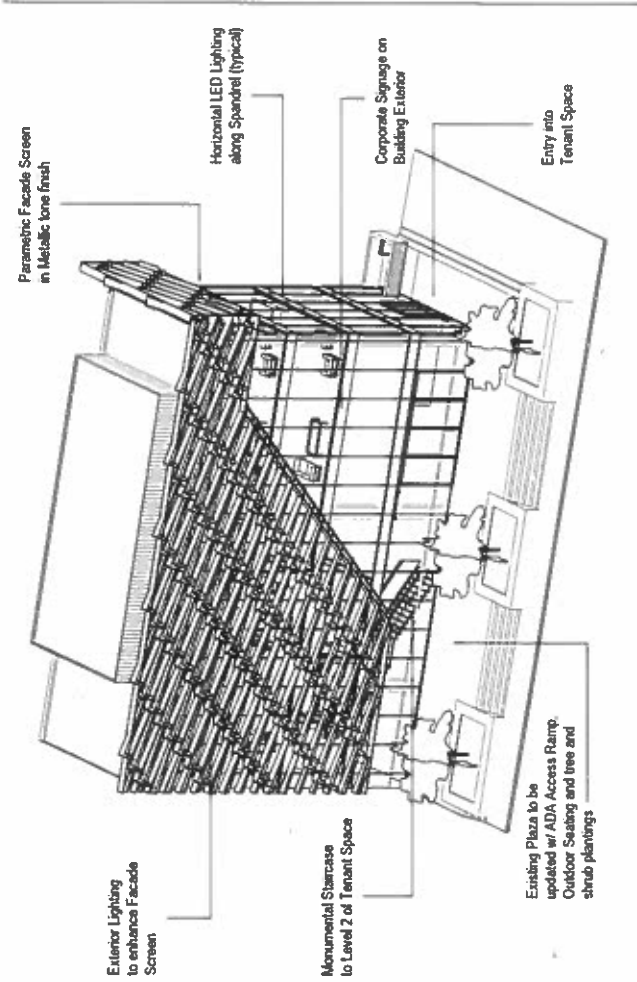 Parametric Facade Screen
in Metallic tone finish
Horizontal LED Lighting
along Spandrel (typical)
Corporate Signage on
Building Exterior
Entry into
Tenant Space
Exterior Lighting
to enhance Facade
Screen
Monumental Staircase
to Level 2 of Tenant Space
Existing Plaza to be
updated w/ ADA Access Ramp,
Outdoor Seating and tree and
shrub plantings